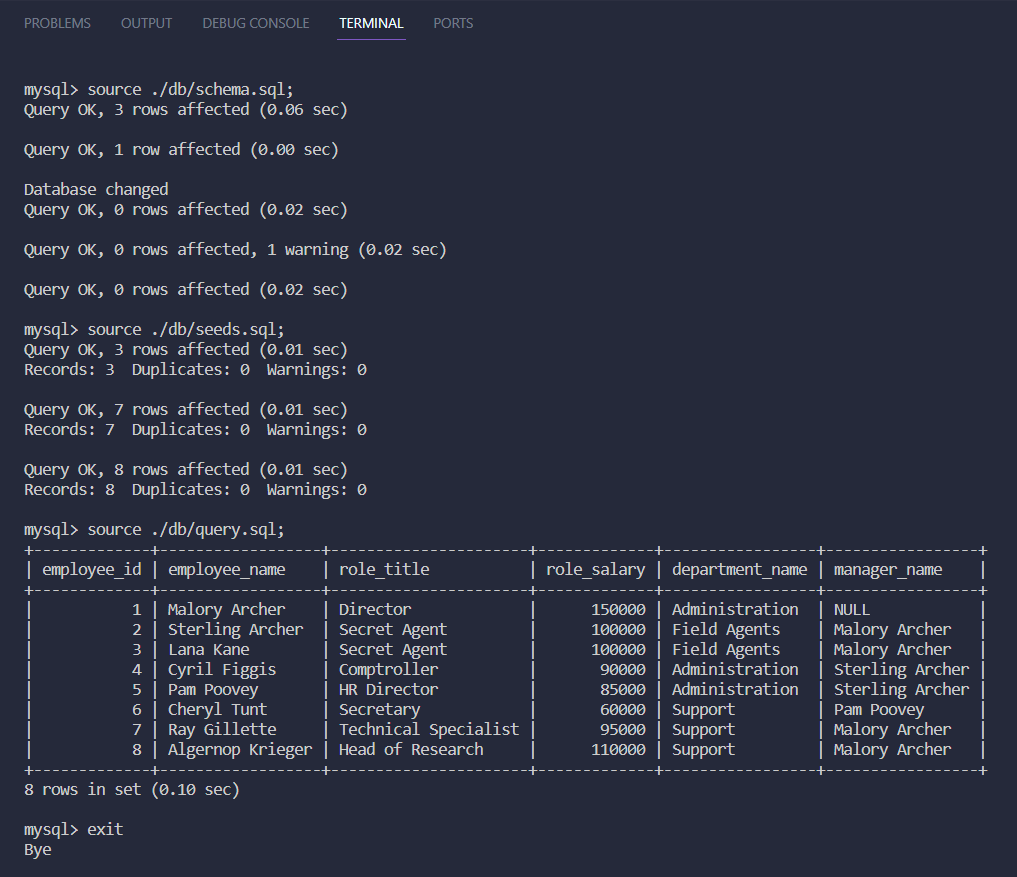 PROBLEMS OUTPUT DEBUG CONSOLE TERMINAL PORTS
mysql> source ./db/schema.sql;
Query OK, 3 rows affected (0.06 sec)
Query OK, 1 row affected (0.00 sec)
Database changed
Query OK, 0 rows affected (0.02 sec)
Query OK, 0 rows affected, 1 warning (0.02 sec)
Query OK, 0 rows affected (0.02 sec)
mysql> source ./db/seeds.sql;
Query OK, 3 rows affected (0.01 sec)
Records: 3  Duplicates: 0  Warnings: 0
Query OK, 7 rows affected (0.01 sec)
Records: 7  Duplicates: 0  Warnings: 0
Query OK, 8 rows affected (0.01 sec)
Records: 8  Duplicates: 0  Warnings: 0
mysql> source ./db/query.sql;
+-------------+------------------+----------------------+-------------+-----------------+-----------------+
| employee_id | employee_name    | role_title           | role_salary | department_name | manager_name    |
+-------------+------------------+----------------------+-------------+-----------------+-----------------+
|           1 | Malory Archer    | Director             |      150000 | Administration  | NULL            |
|           2 | Sterling Archer  | Secret Agent         |      100000 | Field Agents    | Malory Archer   |
|           3 | Lana Kane        | Secret Agent         |      100000 | Field Agents    | Malory Archer   |
|           4 | Cyril Figgis     | Comptroller          |       90000 | Administration  | Sterling Archer |
|           5 | Pam Poovey       | HR Director          |       85000 | Administration  | Sterling Archer |
|           6 | Cheryl Tunt      | Secretary            |       60000 | Support         | Pam Poovey      |
|           7 | Ray Gillette     | Technical Specialist |       95000 | Support         | Malory Archer   |
|           8 | Algernop Krieger | Head of Research     |      110000 | Support         | Malory Archer   |
+-------------+------------------+----------------------+-------------+-----------------+-----------------+
8 rows in set (0.10 sec)
mysql> exit
Bye